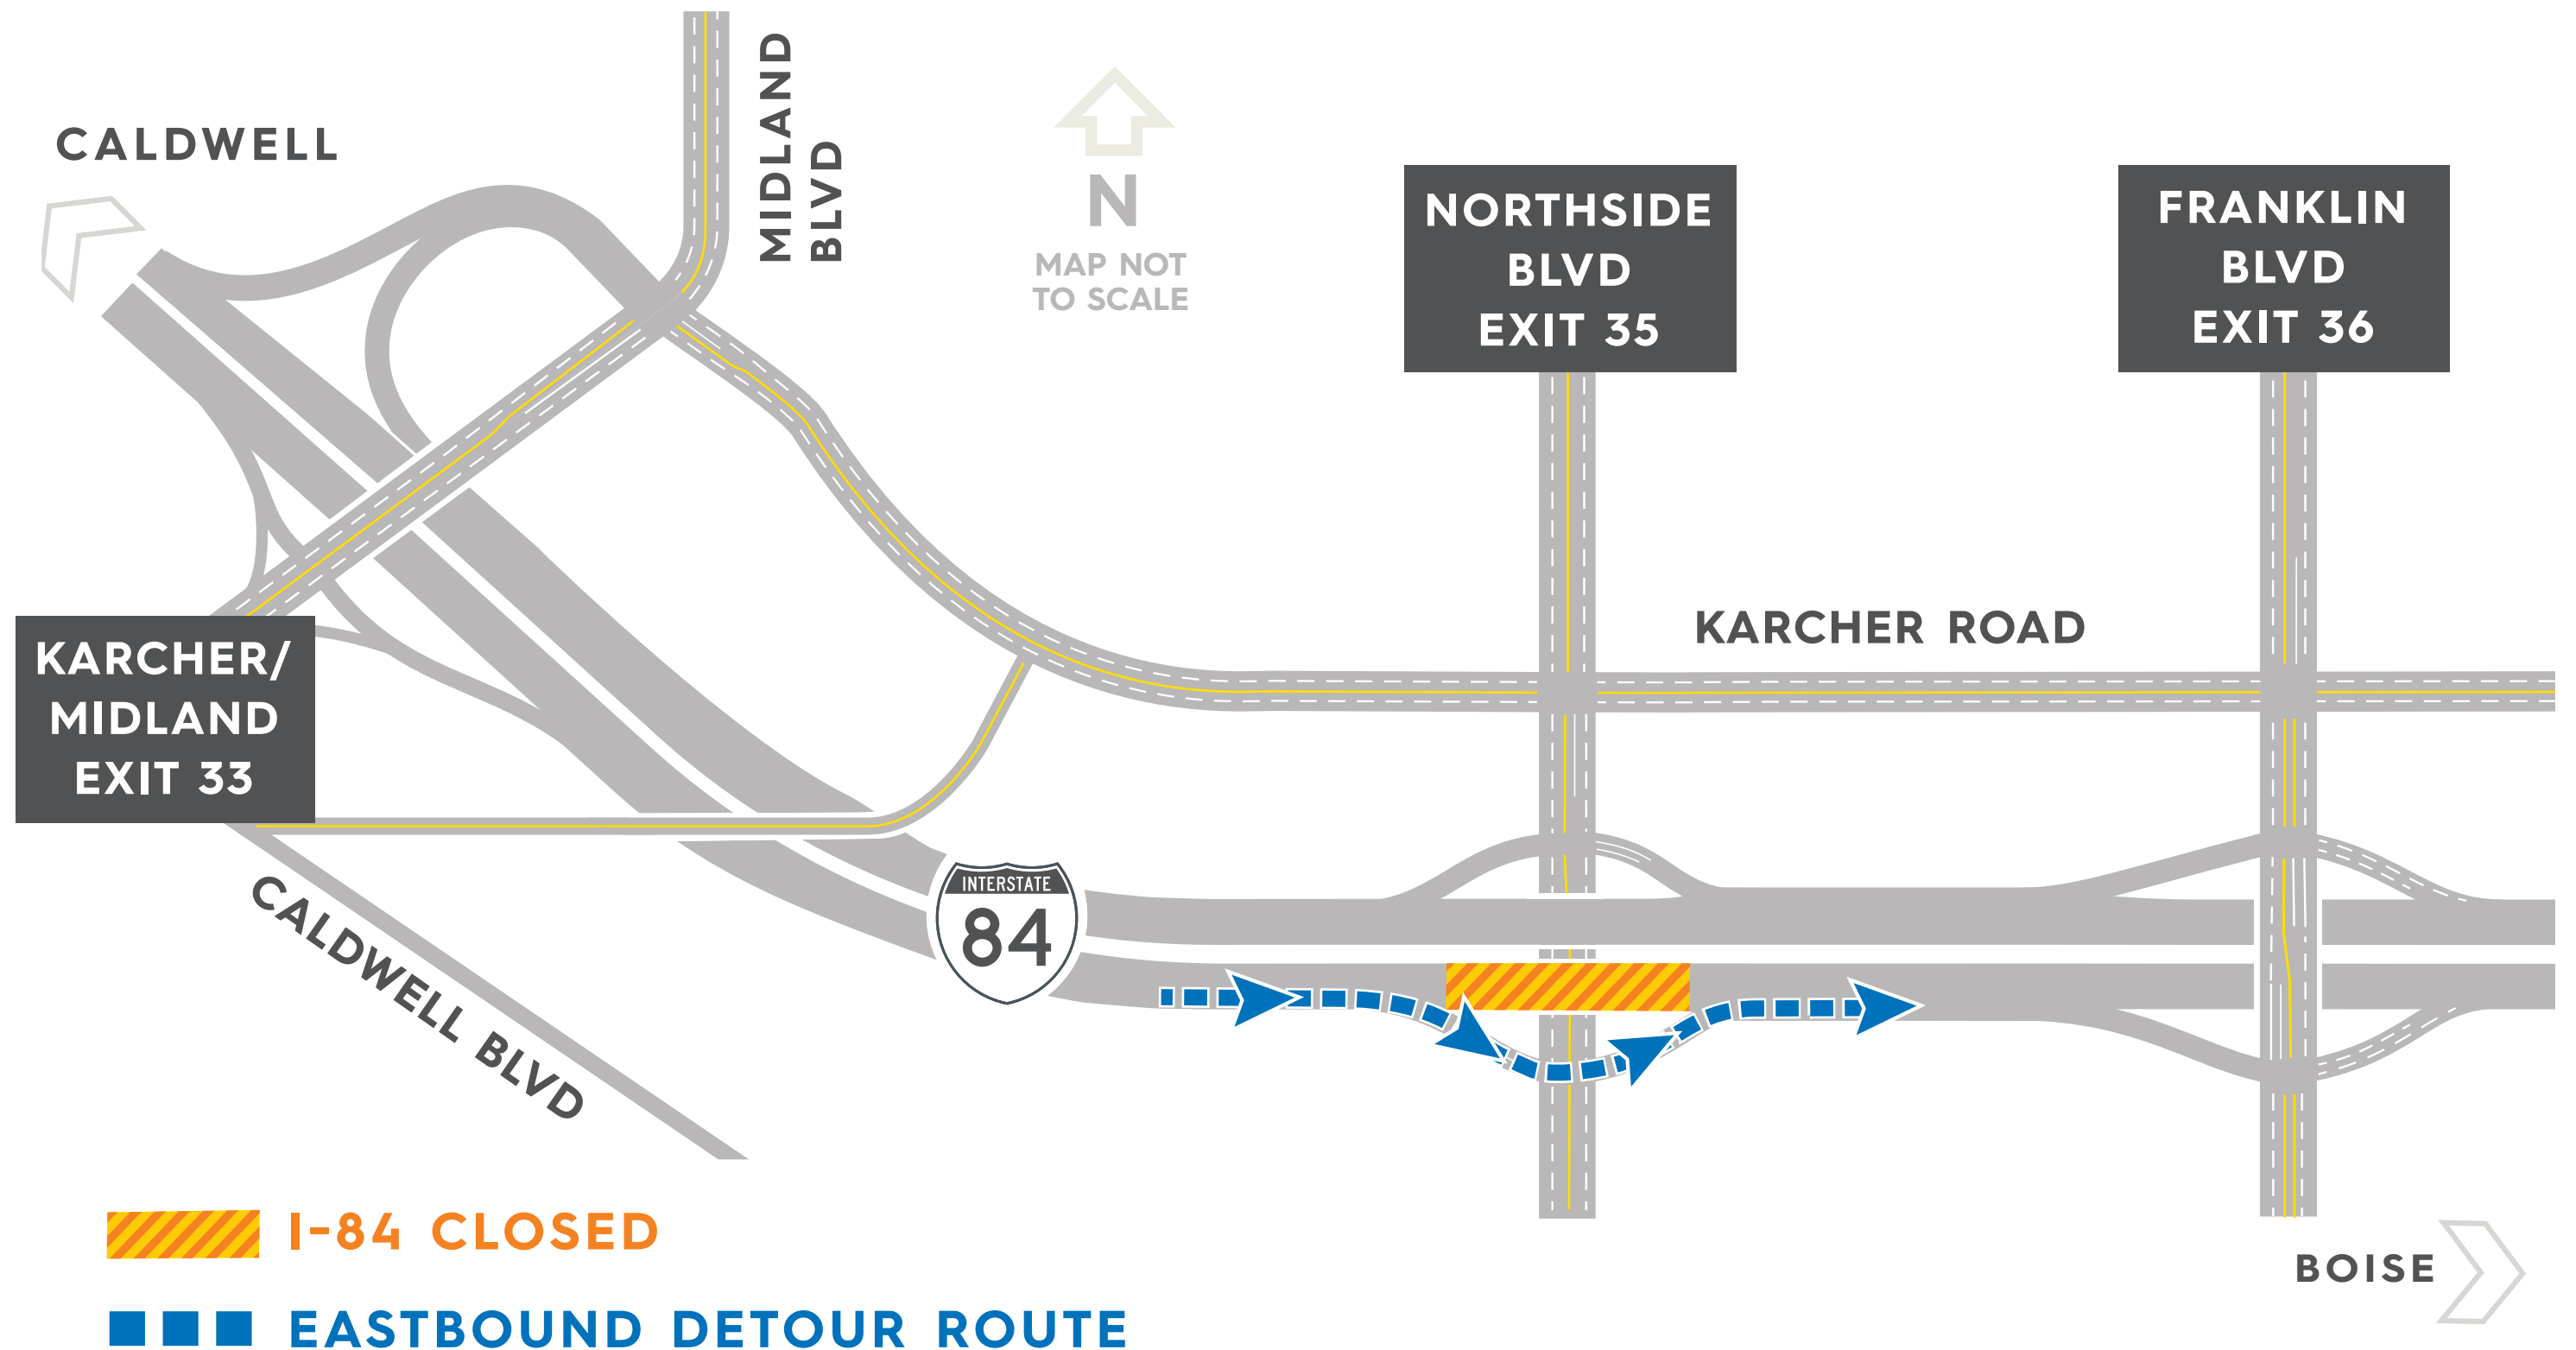 CALDWELL
MIDLAND
BLVD
N
MAP NOT
TO SCALE
NORTHSIDE
BLVD
EXIT 35
FRANKLIN
BLVD
EXIT 36
KARCHER ROAD
KARCHER/
MIDLAND
EXIT 33
INTERSTATE
84
CALDWELL BLVD
I-84 CLOSED
BOISE
EASTBOUND DETOUR ROUTE